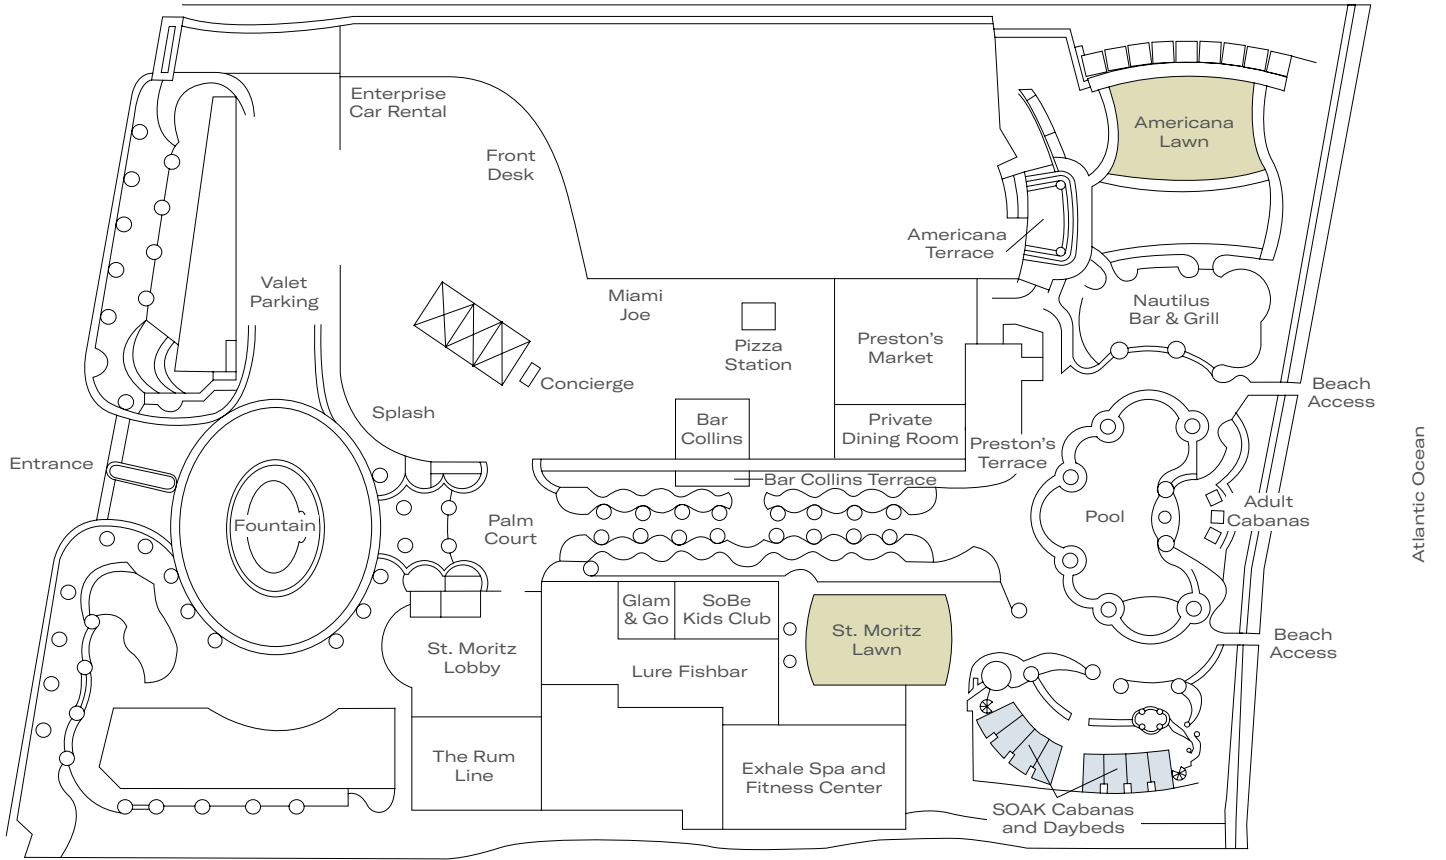 Enterprise
Car Rental
Front
Desk
Americana
Lawn
Americana
Terrace
Valet
Parking
Miami
Joe
Nautilus
Bar & Grill
Pizza
Station
Preston's
Market
Concierge
Beach
Access
Splash
Bar
Collins
Private
Dining Room
Preston's
Terrace
Entrance
Bar Collins Terrace
Fountain
Palm
Court
Pool
Adult
Cabanas
Atlantic Ocean
Glam
& Go
SoBe
Kids Club
St. Moritz
Lawn
Beach
Access
St. Moritz
Lobby
Lure Fishbar
The Rum
Line
Exhale Spa and
Fitness Center
SOAK Cabanas
and Daybeds